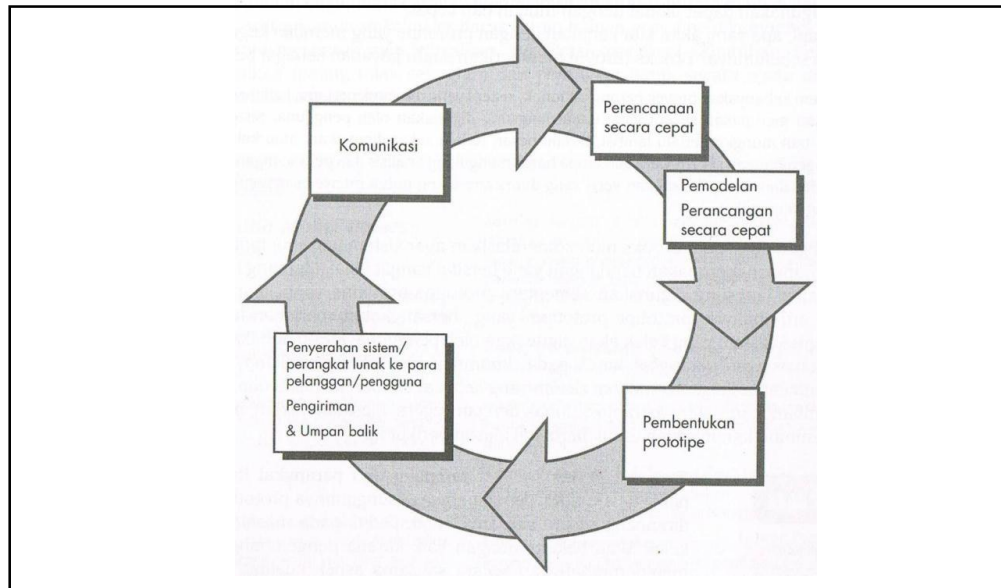 Komunikasi
Perencanaan
secara cepat
Pemodelan
Perancangan
secara cepat
Pembentukan
prototipe
Penyerahan sistem/
perangkat lunak ke para
pelanggan/pengguna
Pengiriman
& Umpan balik